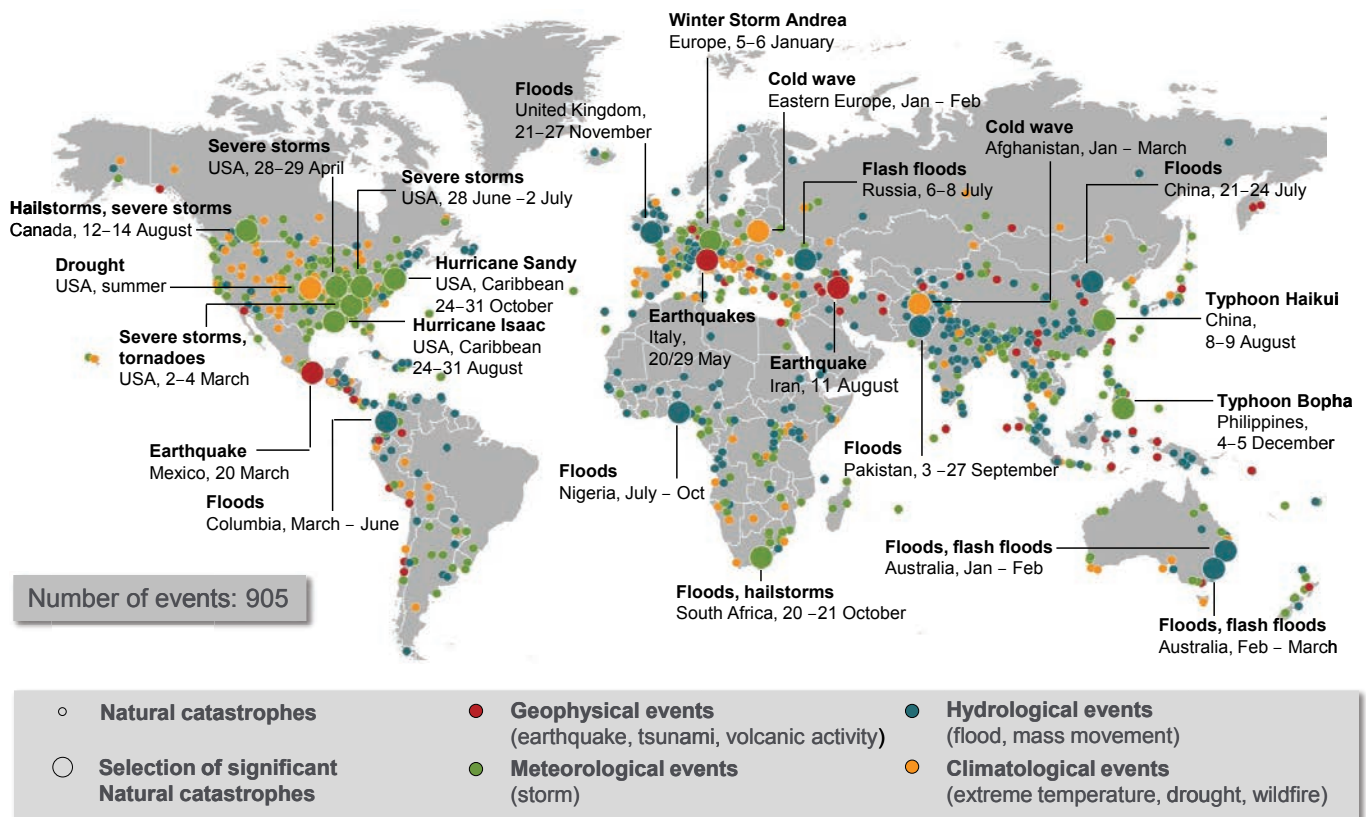 Winter Storm Andrea
Europe, 5–6 January
Floods
United Kingdom,
21–27 November
Cold wave
Eastern Europe, Jan – Feb
Cold wave
Afghanistan, Jan – March
Severe storms
USA, 28–29 April
Severe storms
USA, 28 June –2 July
Flash floods
Russia, 6–8 July
Floods
China, 21–24 July
Hailstorms, severe storms
Canada, 12–14 August
Drought
USA, summer
Hurricane Sandy
USA, Caribbean
24–31 October
Severe storms,
tornadoes
USA, 2–4 March
Hurricane Isaac
USA, Caribbean
24–31 August
Earthquakes
Italy,
20/29 May
Earthquake
Iran, 11 August
Typhoon Haikui
China,
8–9 August
Typhoon Bopha
Philippines,
4–5 December
Earthquake
Mexico, 20 March
Floods
Columbia, March – June
Floods
Nigeria, July – Oct
Floods
Pakistan, 3 –27 September
Floods, flash floods
Australia, Jan – Feb
Floods, hailstorms
South Africa, 20 –21 October
Floods, flash floods
Australia, Feb – March
Number of events: 905
Natural catastrophes
Selection of significant
Natural catastrophes
Geophysical events
(earthquake, tsunami, volcanic activity)
Meteorological events
(storm)
Hydrological events
(flood, mass movement)
Climatological events
(extreme temperature, drought, wildfire)